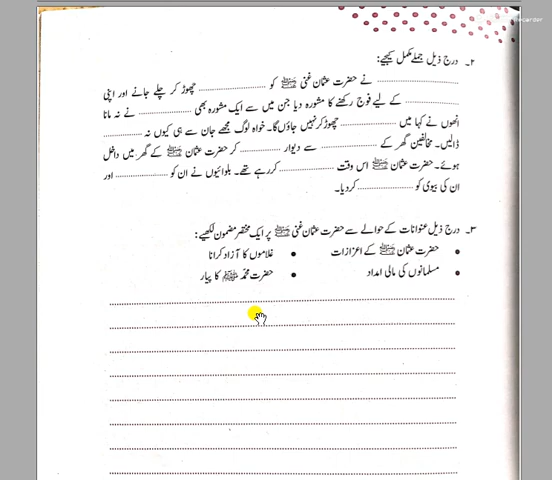 ۲۔ درج ذیل جملے مکمل کیجیے:
.................... نے حضرت عثمان غنی ؓ کو .................... چھوڑ کر چلے جانے اور اپنی
.................... کے لیے فوج رکھنے کا مشورہ دیا جن میں سے ایک مشورہ بھی .................... نے نہ مانا
انھوں نے کہا میں .................... چھوڑ کر نہیں جاؤں گا۔ خواہ لوگ مجھے جان سے ہی کیوں نہ ....................
ڈالیں۔ مخالفین گھر کے .................... سے دیوار .................... کر حضرت عثمان ؓ کے گھر میں داخل
ہوئے۔ حضرت عثمان ؓ اس وقت .................... کر رہے تھے۔ بلوائیوں نے ان کو .................... اور
ان کی بیوی کو .................... کر دیا۔
۳۔ درج ذیل عنوانات کے حوالے سے حضرت عثمان غنی ؓ پر ایک مختصر مضمون لکھیے:
• حضرت عثمان ؓ کے اعزازات • غلاموں کا آزاد کرانا
• مسلمانوں کی مالی امداد • حضرت محمد ﷺ کا پیار